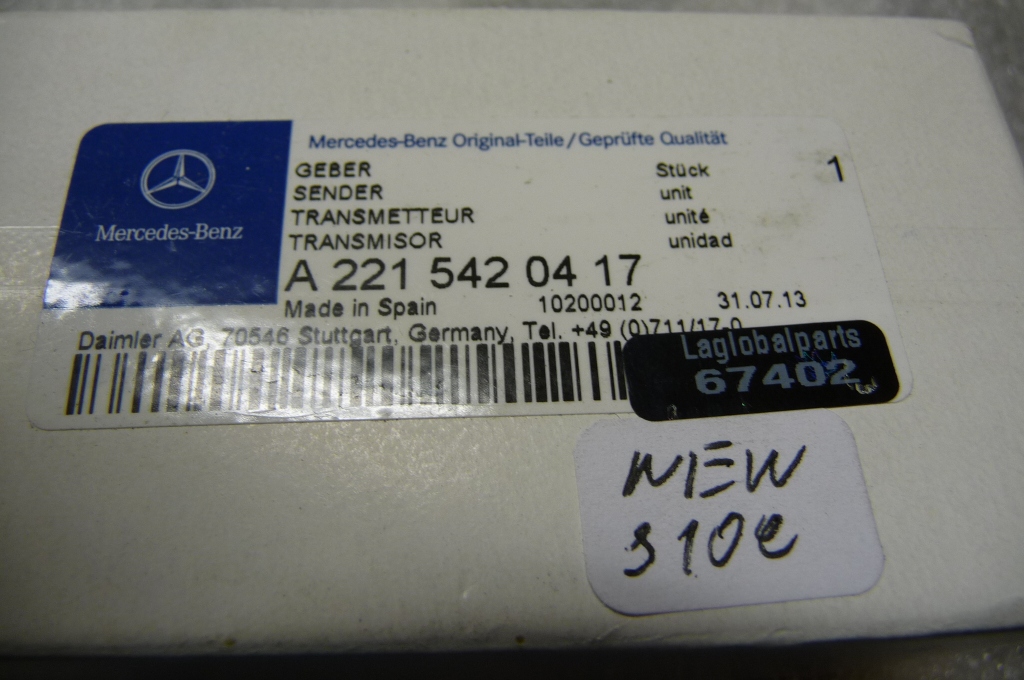 Mercedes-Benz
Mercedes-Benz Original-Teile/Geprüfte Qualität
GEBER Stück 1
SENDER unit
TRANSMETTEUR unité
TRANSMISOR unidad
A 221 542 04 17
Made in Spain 10200012 31.07.13
Daimler AG, 70546 Stuttgart, Germany, Tel. +49 (0)711/17-0
Laglobalparts
67402
NEW
310e